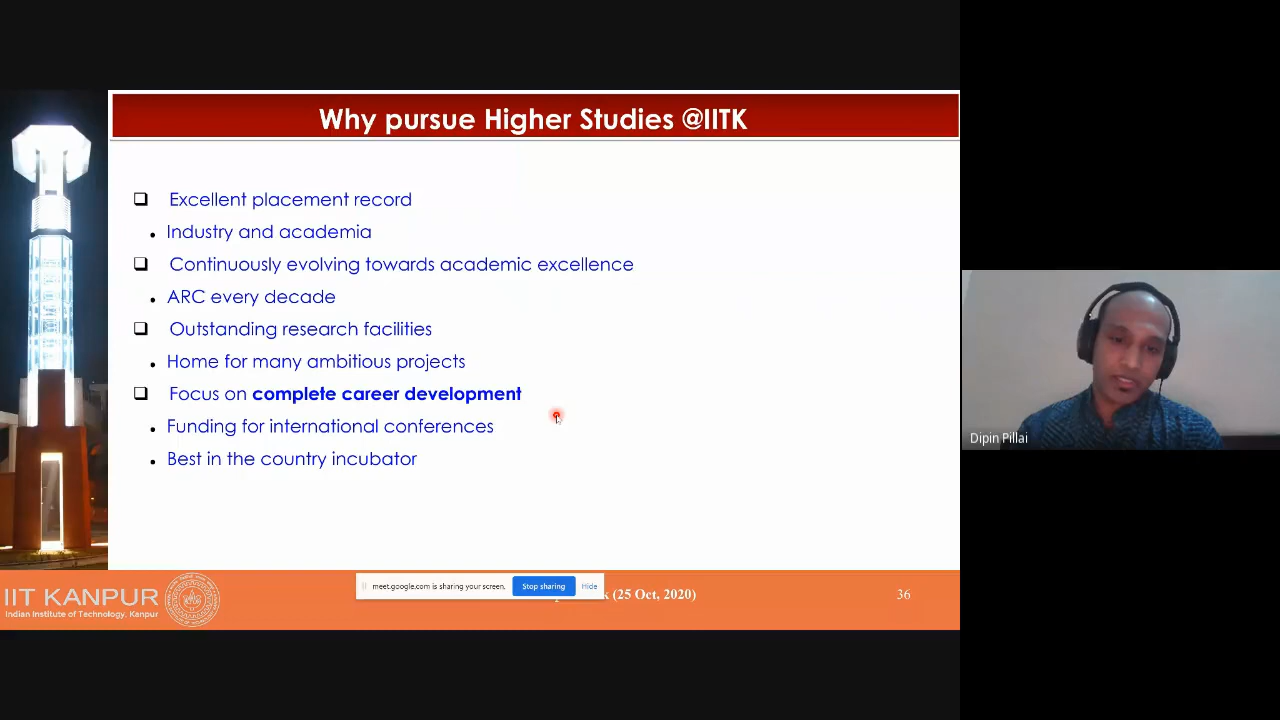 Why pursue Higher Studies @IITK
❑ Excellent placement record
• Industry and academia
❑ Continuously evolving towards academic excellence
• ARC every decade
❑ Outstanding research facilities
• Home for many ambitious projects
❑ Focus on complete career development
• Funding for international conferences
• Best in the country incubator
Dipin Pillai
IIT KANPUR
Indian Institute of Technology, Kanpur
meet.google.com is sharing your screen. Stop sharing Hide
(25 Oct, 2020)
36